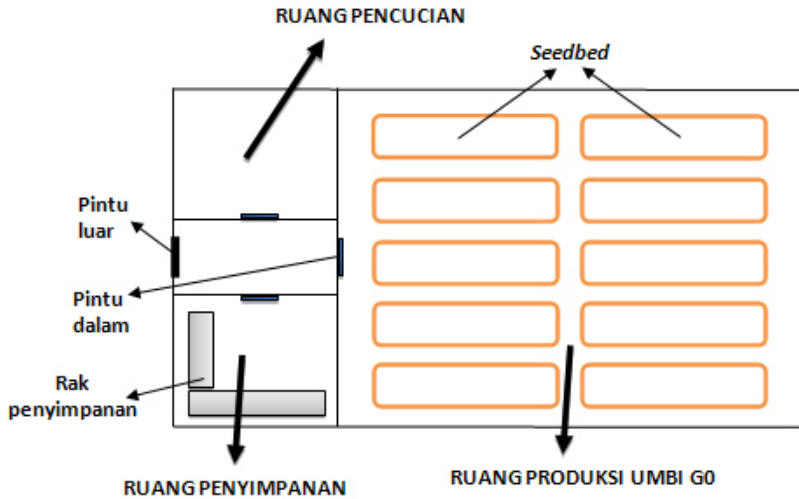 RUANG PENCUCIAN
Seedbed
Pintu
luar
Pintu
dalam
Rak
penyimpanan
RUANG PENYIMPANAN
RUANG PRODUKSI UMBI G0